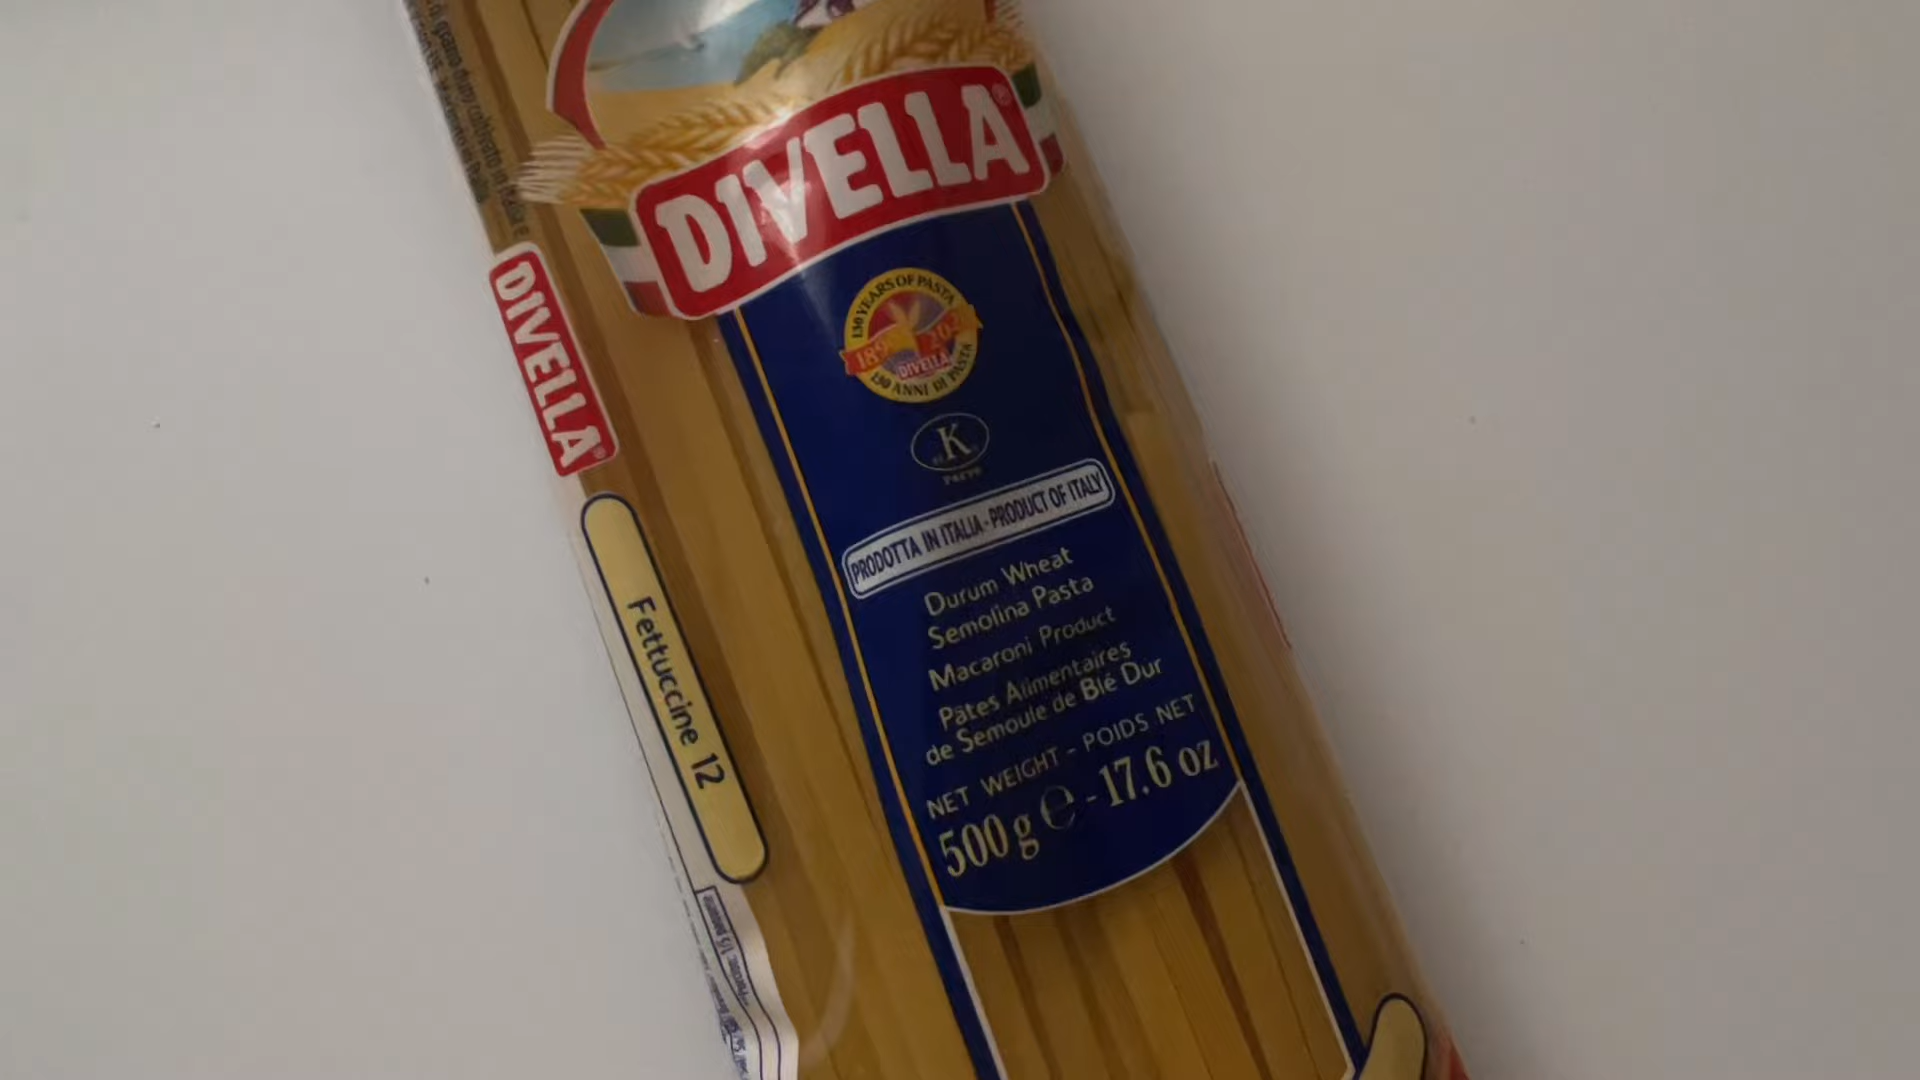 DIVELLA®
130 YEARS OF PASTA
DIVELLA
130 ANNI DI PASTA
K
PARVE
PRODOTTA IN ITALIA - PRODUCT OF ITALY
Durum Wheat
Semolina Pasta
Macaroni Product
Pâtes Alimentaires
de Semoule de Blé Dur
NET WEIGHT - POIDS NET
500 g e - 17.6 oz
DIVELLA®
Fettuccine 12